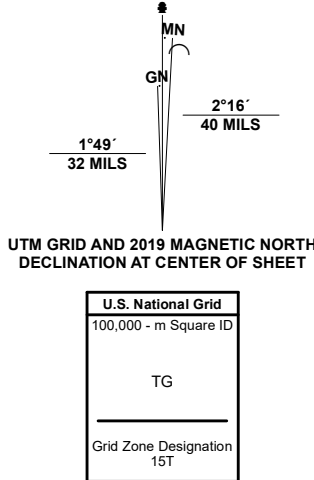 MN
GN
2°16´
40 MILS
1°49´
32 MILS
UTM GRID AND 2019 MAGNETIC NORTH
DECLINATION AT CENTER OF SHEET
U.S. National Grid
100,000 - m Square ID
TG
Grid Zone Designation
15T